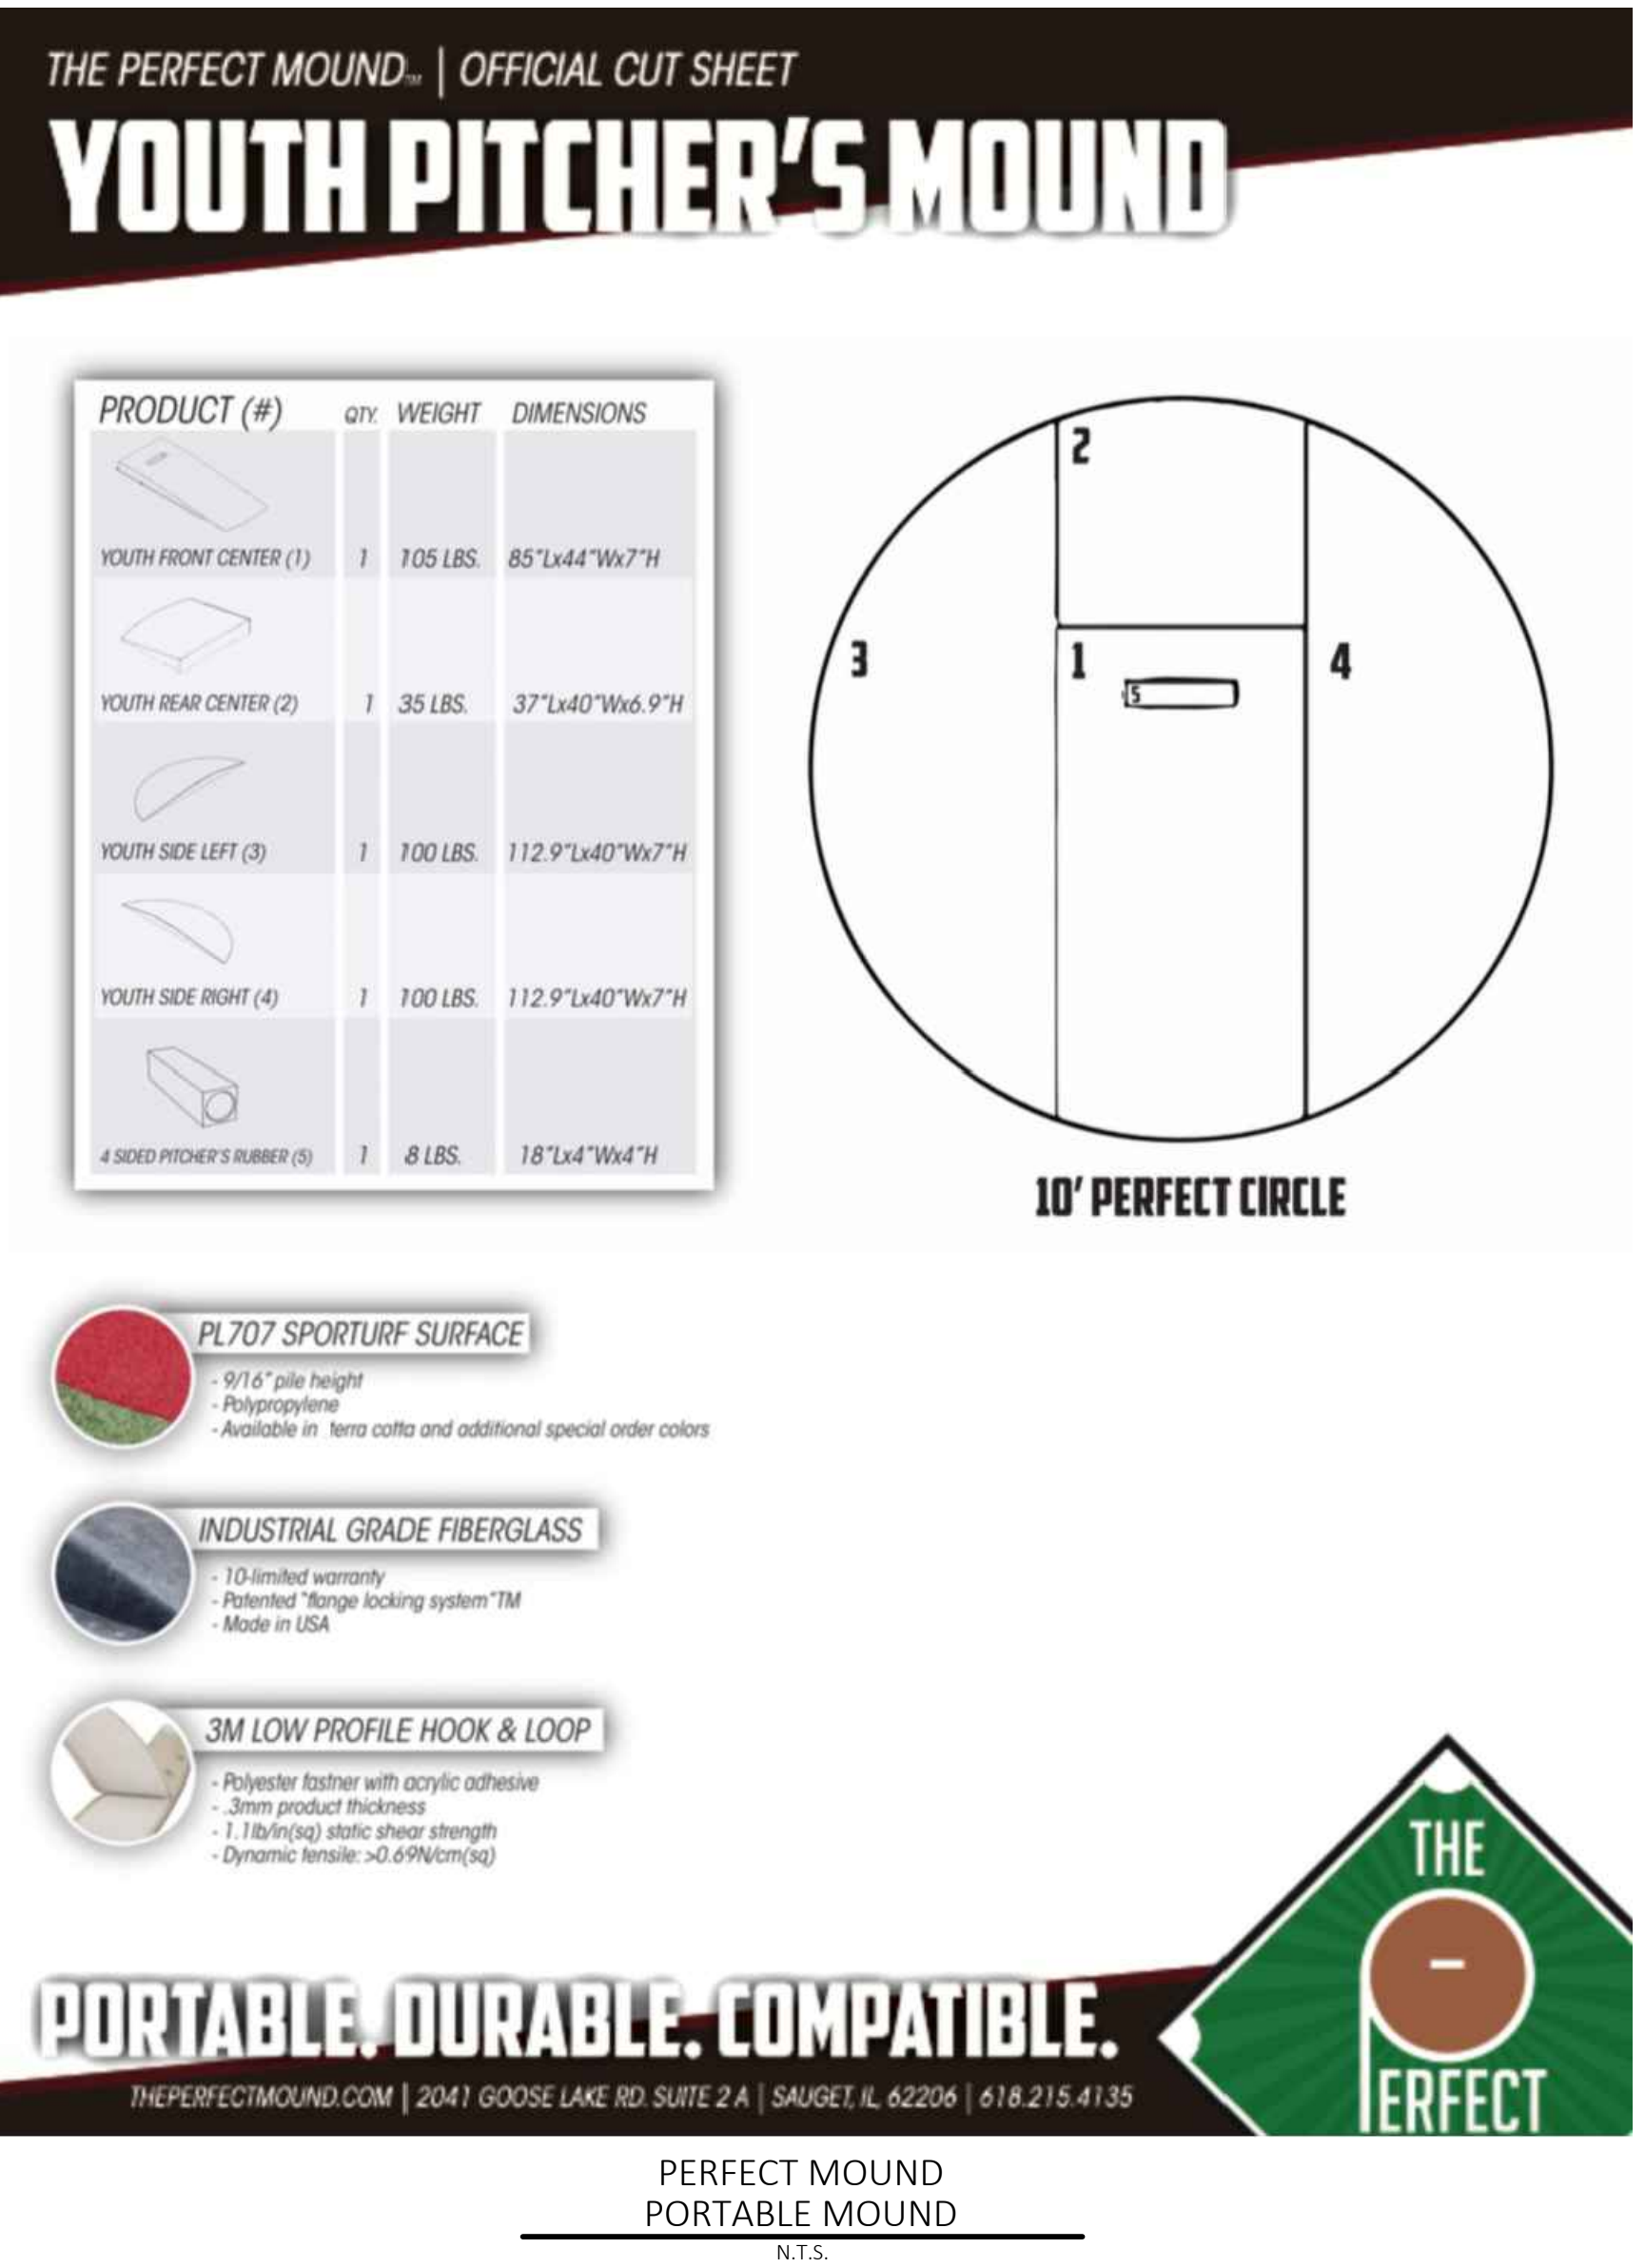 THE PERFECT MOUND™ | OFFICIAL CUT SHEET
YOUTH PITCHER'S MOUND
PRODUCT (#) QTY. WEIGHT DIMENSIONS
YOUTH FRONT CENTER (1) 1 105 LBS. 85"Lx44"Wx7"H
YOUTH REAR CENTER (2) 1 35 LBS. 37"Lx40"Wx6.9"H
YOUTH SIDE LEFT (3) 1 100 LBS. 112.9"Lx40"Wx7"H
YOUTH SIDE RIGHT (4) 1 100 LBS. 112.9"Lx40"Wx7"H
4 SIDED PITCHER'S RUBBER (5) 1 8 LBS. 18"Lx4"Wx4"H
2
3
1
4
5
10' PERFECT CIRCLE
PL707 SPORTURF SURFACE
- 9/16" pile height
- Polypropylene
- Available in terra cotta and additional special order colors
INDUSTRIAL GRADE FIBERGLASS
- 10-limited warranty
- Patented "flange locking system"TM
- Made in USA
3M LOW PROFILE HOOK & LOOP
- Polyester fastner with acrylic adhesive
- .3mm product thickness
- 1.1lb/in(sq) static shear strength
- Dynamic tensile: >0.69N/cm(sq)
PORTABLE. DURABLE. COMPATIBLE.
THEPERFECTMOUND.COM | 2041 GOOSE LAKE RD. SUITE 2 A | SAUGET, IL, 62206 | 618.215.4135
THE
PERFECT
PERFECT MOUND
PORTABLE MOUND
N.T.S.